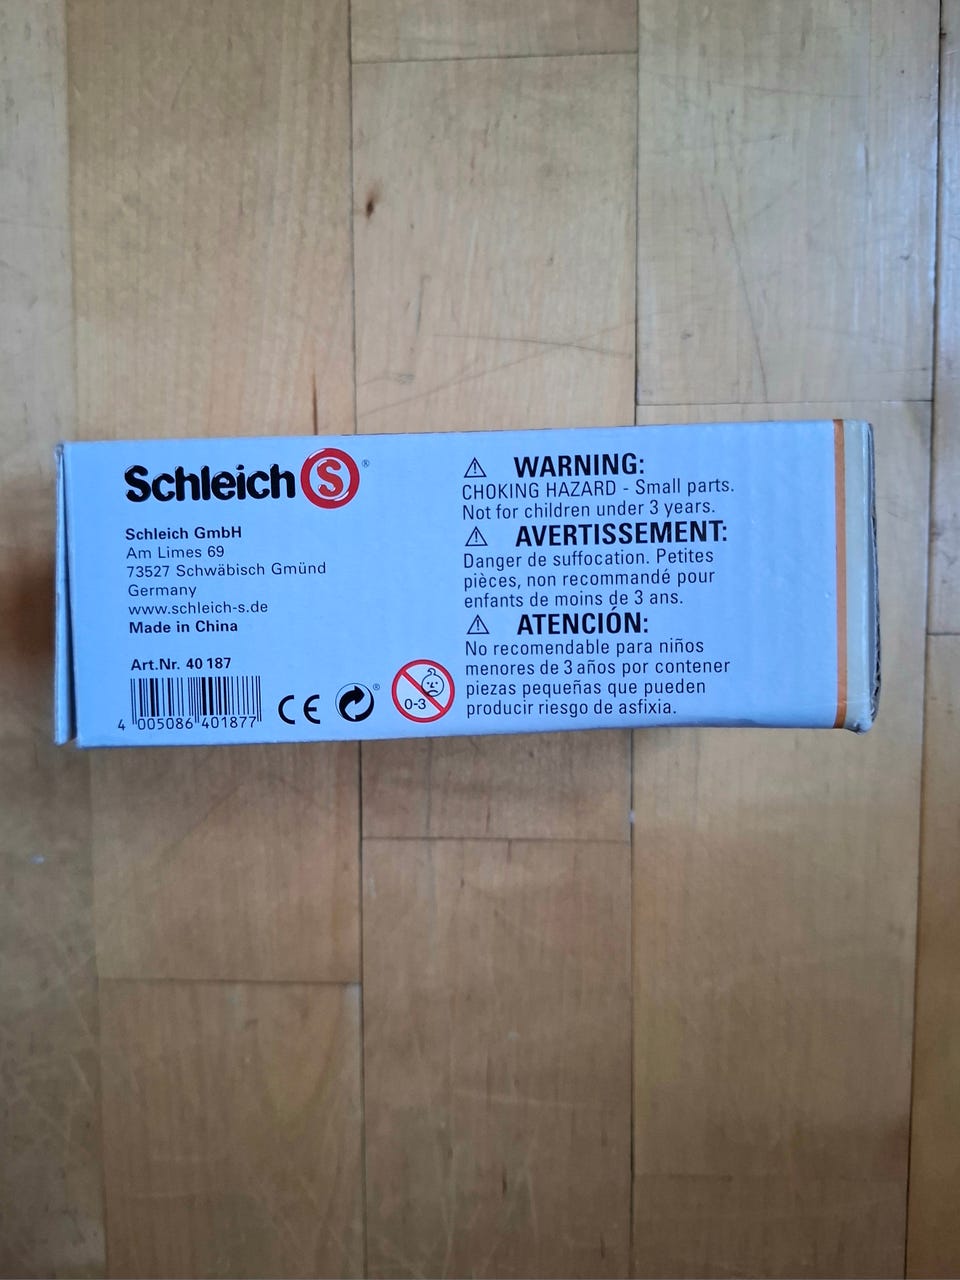 Schleich S ®
Schleich GmbH
Am Limes 69
73527 Schwäbisch Gmünd
Germany
www.schleich-s.de
Made in China
Art.Nr. 40 187
4 005086 401877
CE
®
0-3
WARNING:
CHOKING HAZARD - Small parts.
Not for children under 3 years.
AVERTISSEMENT:
Danger de suffocation. Petites
pièces, non recommandé pour
enfants de moins de 3 ans.
ATENCIÓN:
No recomendable para niños
menores de 3 años por contener
piezas pequeñas que pueden
producir riesgo de asfixia.